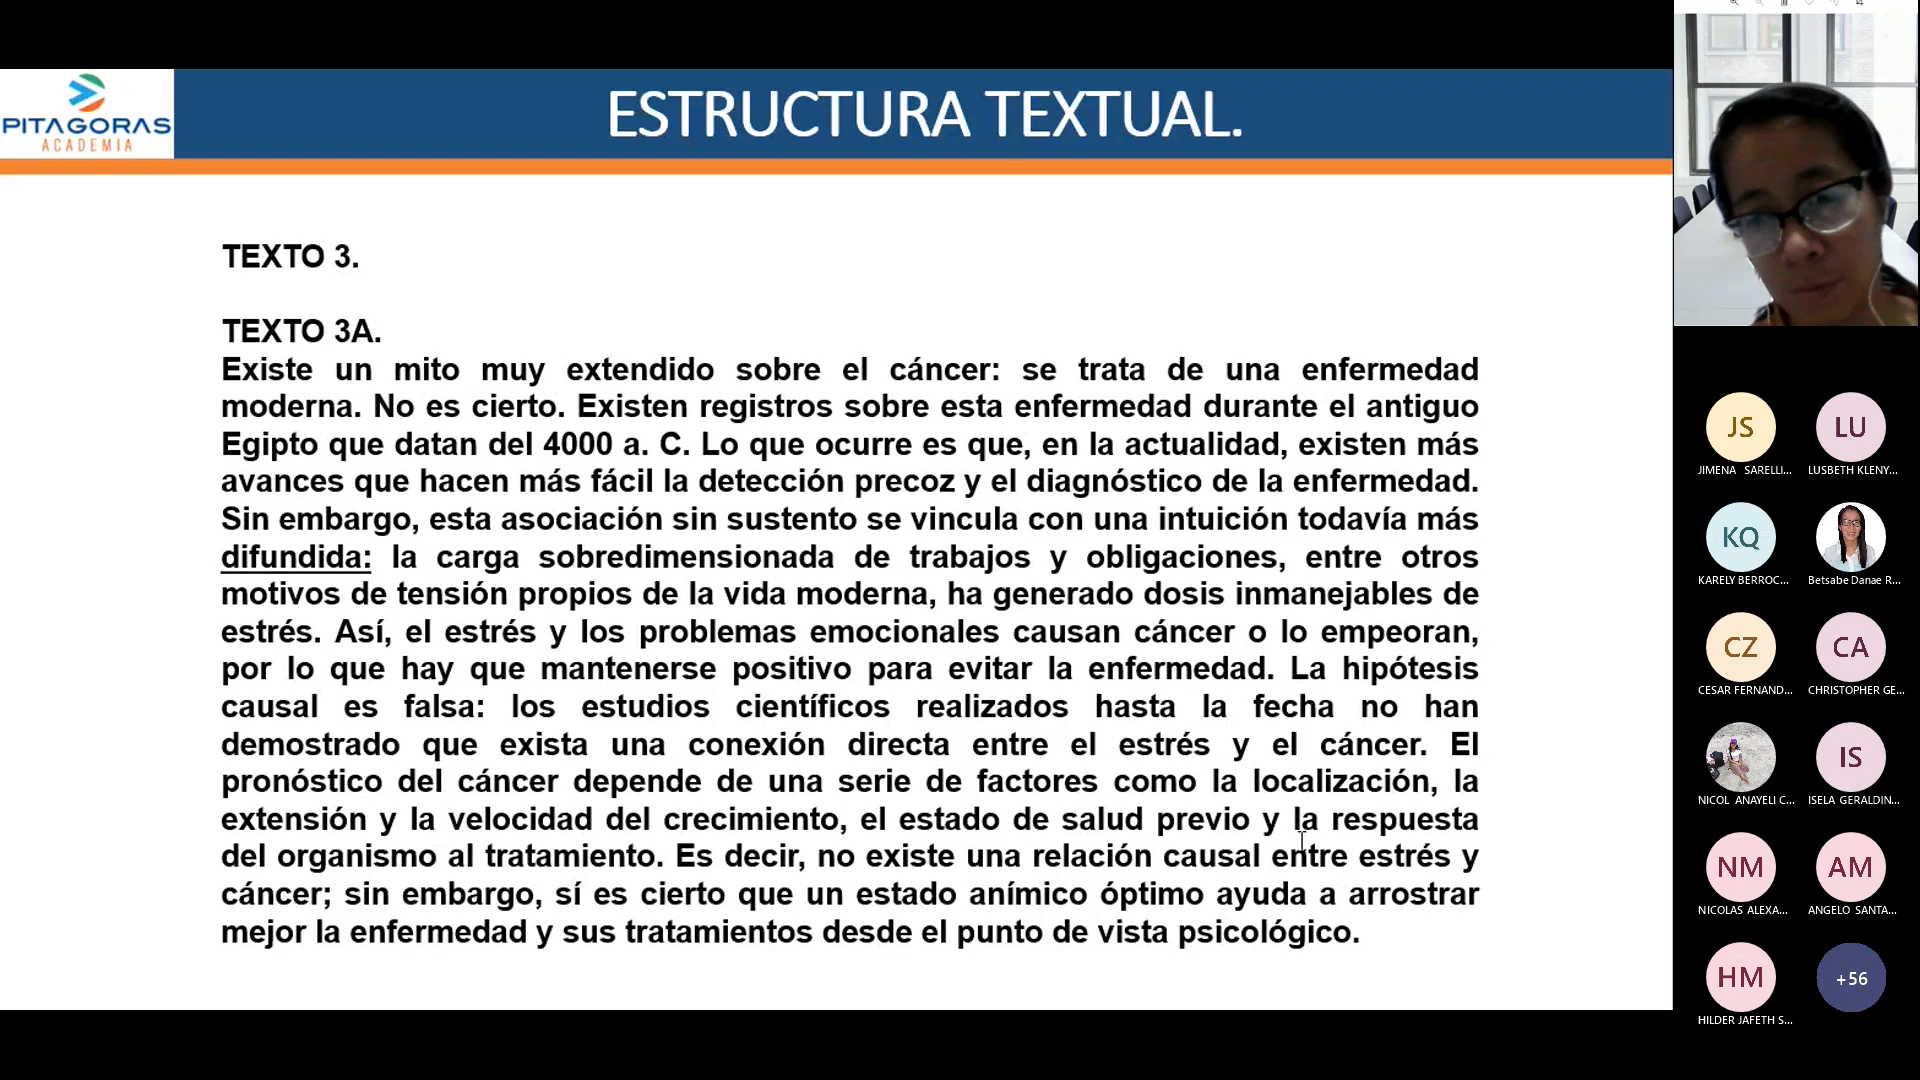 PITAGORAS
ACADEMIA
ESTRUCTURA TEXTUAL.
TEXTO 3.
TEXTO 3A.
Existe un mito muy extendido sobre el cáncer: se trata de una enfermedad
moderna. No es cierto. Existen registros sobre esta enfermedad durante el antiguo
Egipto que datan del 4000 a. C. Lo que ocurre es que, en la actualidad, existen más
avances que hacen más fácil la detección precoz y el diagnóstico de la enfermedad.
Sin embargo, esta asociación sin sustento se vincula con una intuición todavía más
difundida: la carga sobredimensionada de trabajos y obligaciones, entre otros
motivos de tensión propios de la vida moderna, ha generado dosis inmanejables de
estrés. Así, el estrés y los problemas emocionales causan cáncer o lo empeoran,
por lo que hay que mantenerse positivo para evitar la enfermedad. La hipótesis
causal es falsa: los estudios científicos realizados hasta la fecha no han
demostrado que exista una conexión directa entre el estrés y el cáncer. El
pronóstico del cáncer depende de una serie de factores como la localización, la
extensión y la velocidad del crecimiento, el estado de salud previo y la respuesta
del organismo al tratamiento. Es decir, no existe una relación causal entre estrés y
cáncer; sin embargo, sí es cierto que un estado anímico óptimo ayuda a arrostrar
mejor la enfermedad y sus tratamientos desde el punto de vista psicológico.
JS
LU
JIMENA SARELLI...
LUSBETH KLENY...
KQ
KARELY BERROC...
Betsabe Danae R...
CZ
CA
CESAR FERNAND...
CHRISTOPHER GE...
IS
NICOL ANAYELI C...
ISELA GERALDIN...
NM
AM
NICOLAS ALEXA...
ANGELO SANTA...
HM
+56
HILDER JAFETH S...